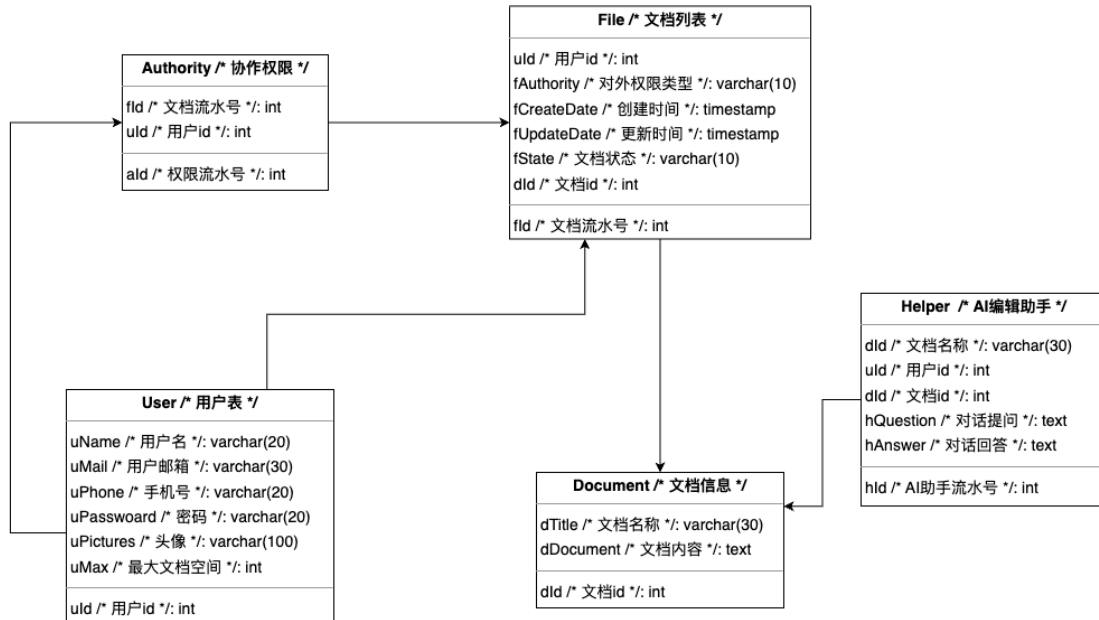 File /* 文档列表 */
uId /* 用户id */: int
fAuthority /* 对外权限类型 */: varchar(10)
fCreateDate /* 创建时间 */: timestamp
fUpdateDate /* 更新时间 */: timestamp
fState /* 文档状态 */: varchar(10)
dId /* 文档id */: int
fId /* 文档流水号 */: int
Authority /* 协作权限 */
fId /* 文档流水号 */: int
uId /* 用户id */: int
aId /* 权限流水号 */: int
Helper /* AI编辑助手 */
dId /* 文档名称 */: varchar(30)
uId /* 用户id */: int
dId /* 文档id */: int
hQuestion /* 对话提问 */: text
hAnswer /* 对话回答 */: text
hId /* AI助手流水号 */: int
User /* 用户表 */
uName /* 用户名 */: varchar(20)
uMail /* 用户邮箱 */: varchar(30)
uPhone /* 手机号 */: varchar(20)
uPasswoard /* 密码 */: varchar(20)
uPictures /* 头像 */: varchar(100)
uMax /* 最大文档空间 */: int
uId /* 用户id */: int
Document /* 文档信息 */
dTitle /* 文档名称 */: varchar(30)
dDocument /* 文档内容 */: text
dId /* 文档id */: int